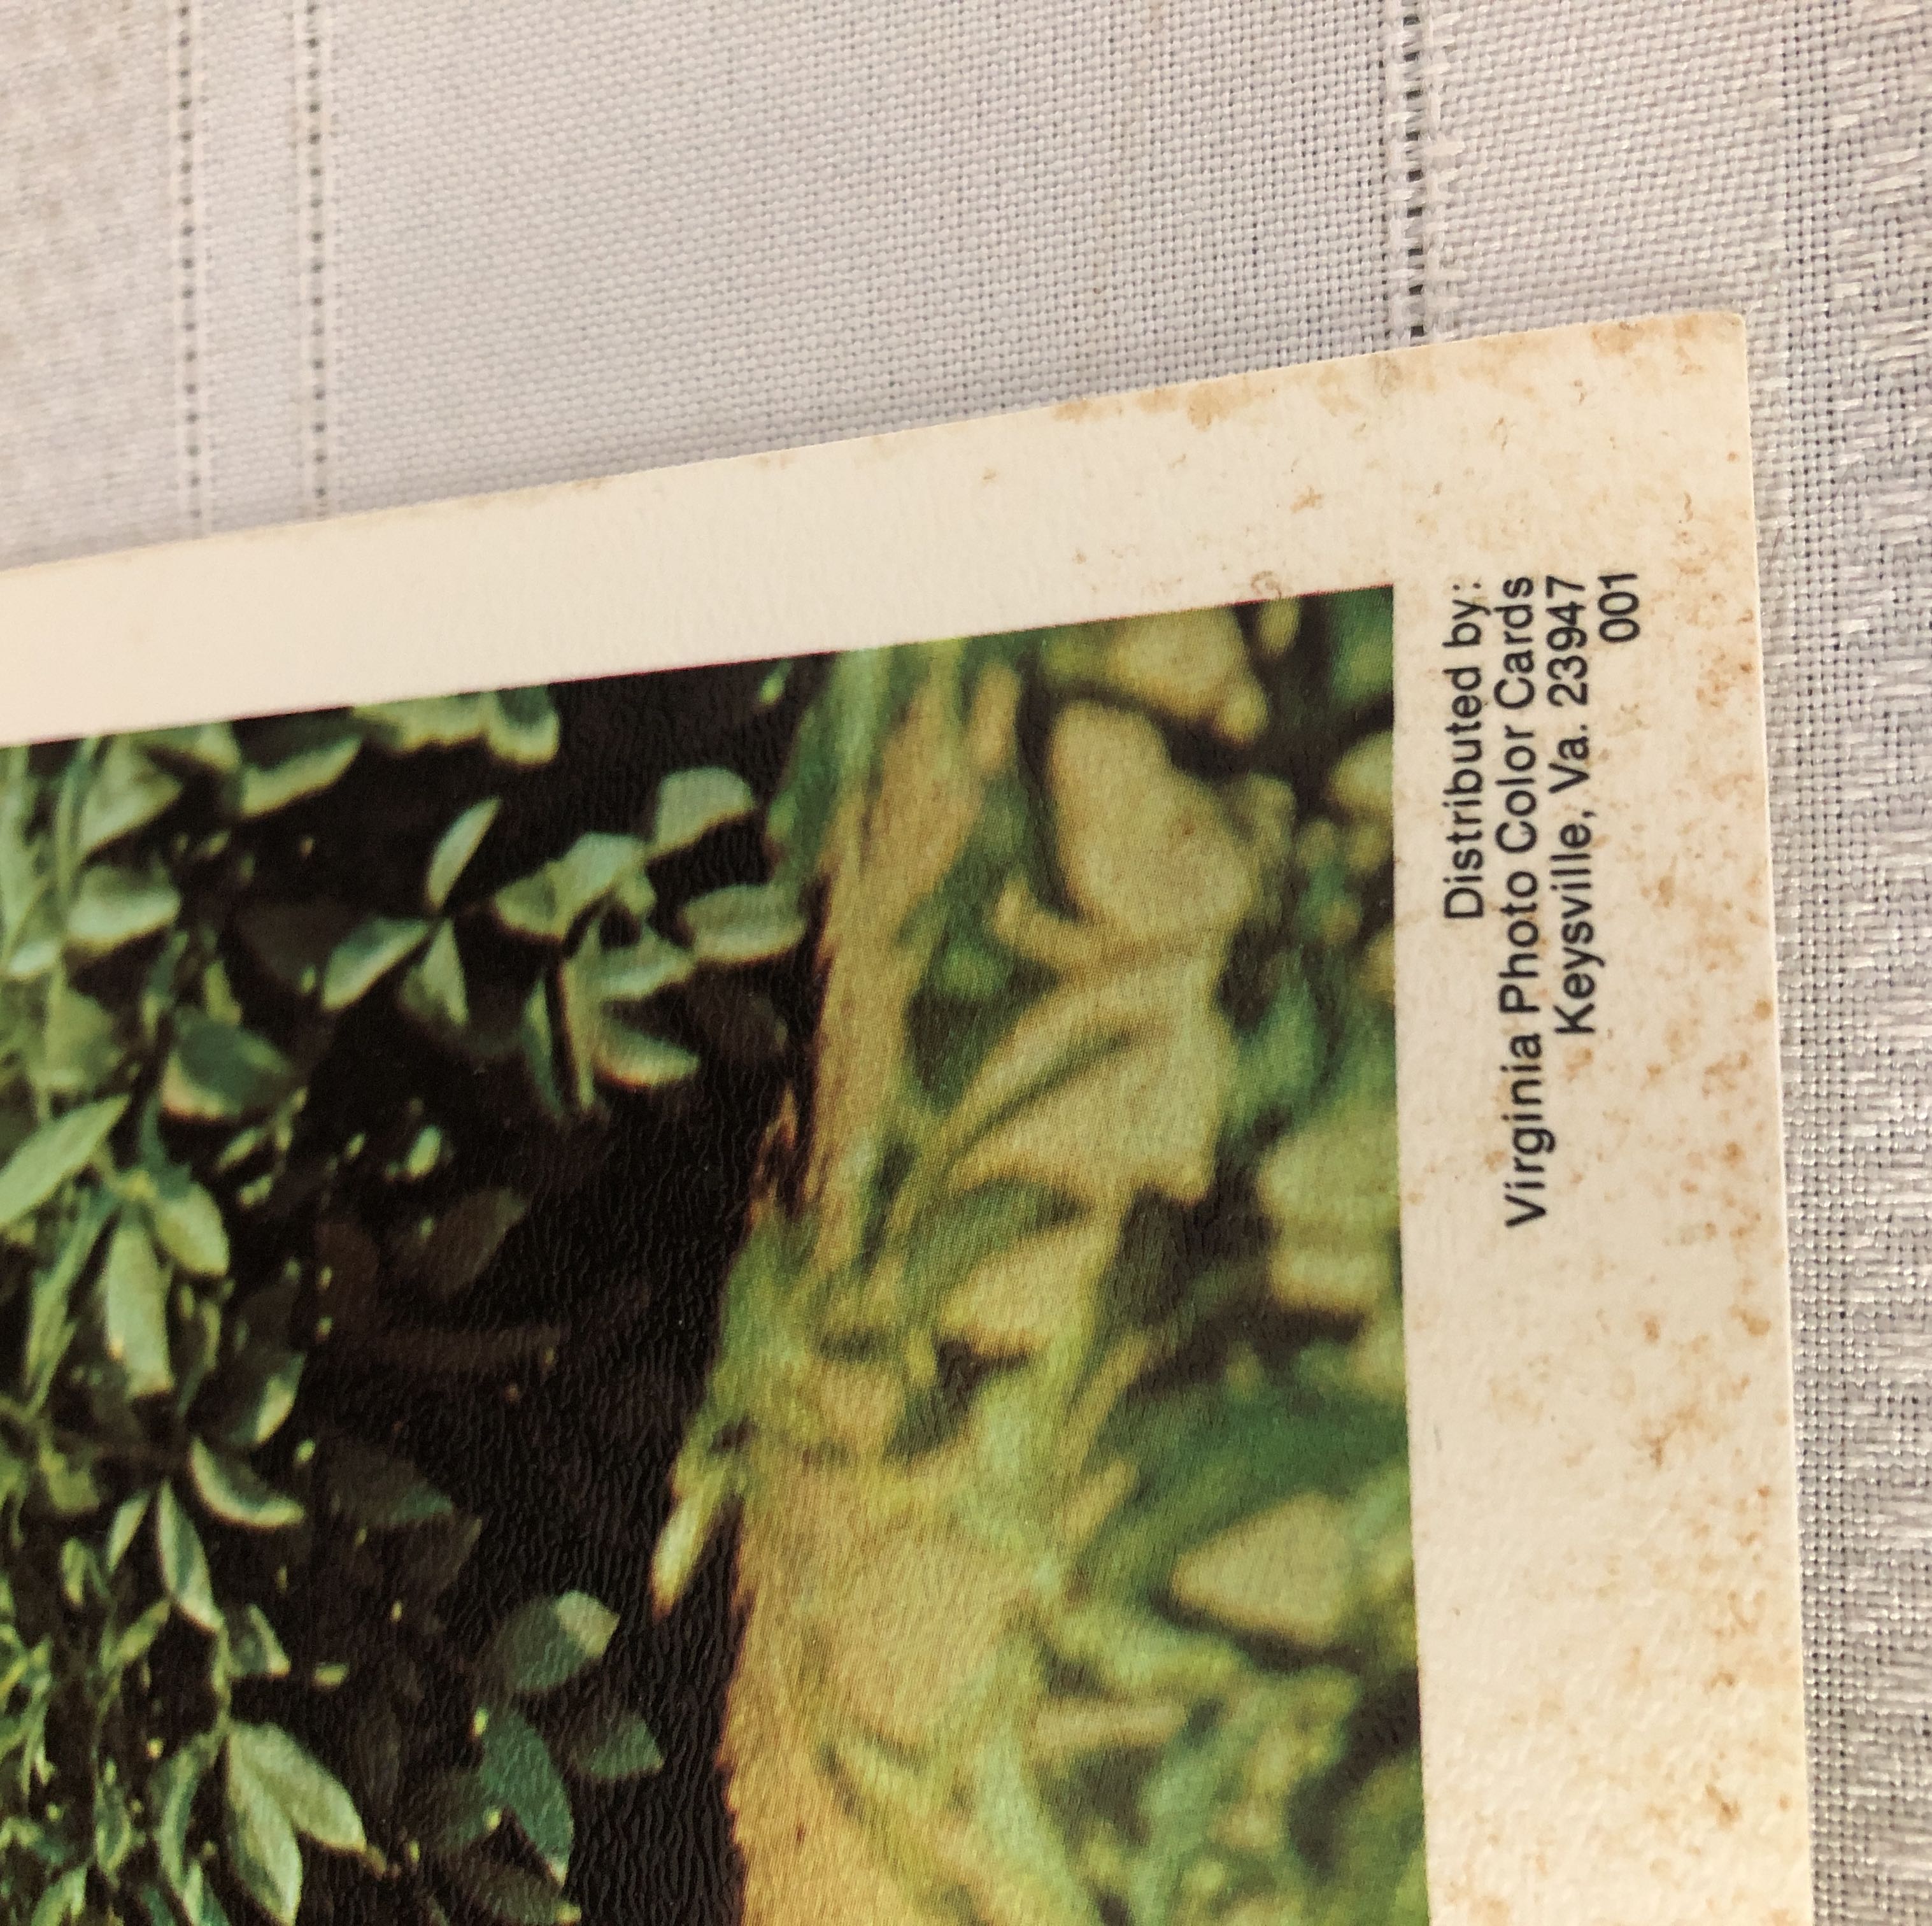 Distributed by:
Virginia Photo Color Cards
Keysville, Va. 23947
001